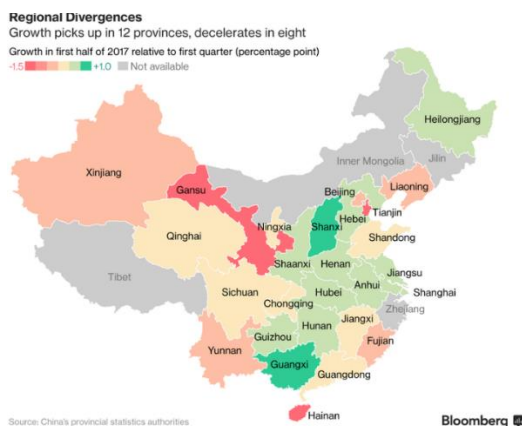 Regional Divergences
Growth picks up in 12 provinces, decelerates in eight
Growth in first half of 2017 relative to first quarter (percentage point)
-1.5 +1.0 Not available
Heilongjiang
Jilin
Inner Mongolia
Xinjiang
Liaoning
Beijing
Gansu
Tianjin
Ningxia
Shanxi
Hebei
Qinghai
Shandong
Shaanxi
Henan
Jiangsu
Tibet
Anhui
Shanghai
Sichuan
Hubei
Chongqing
Zhejiang
Jiangxi
Hunan
Guizhou
Fujian
Yunnan
Guangxi
Guangdong
Hainan
Source: China's provincial statistics authorities
Bloomberg